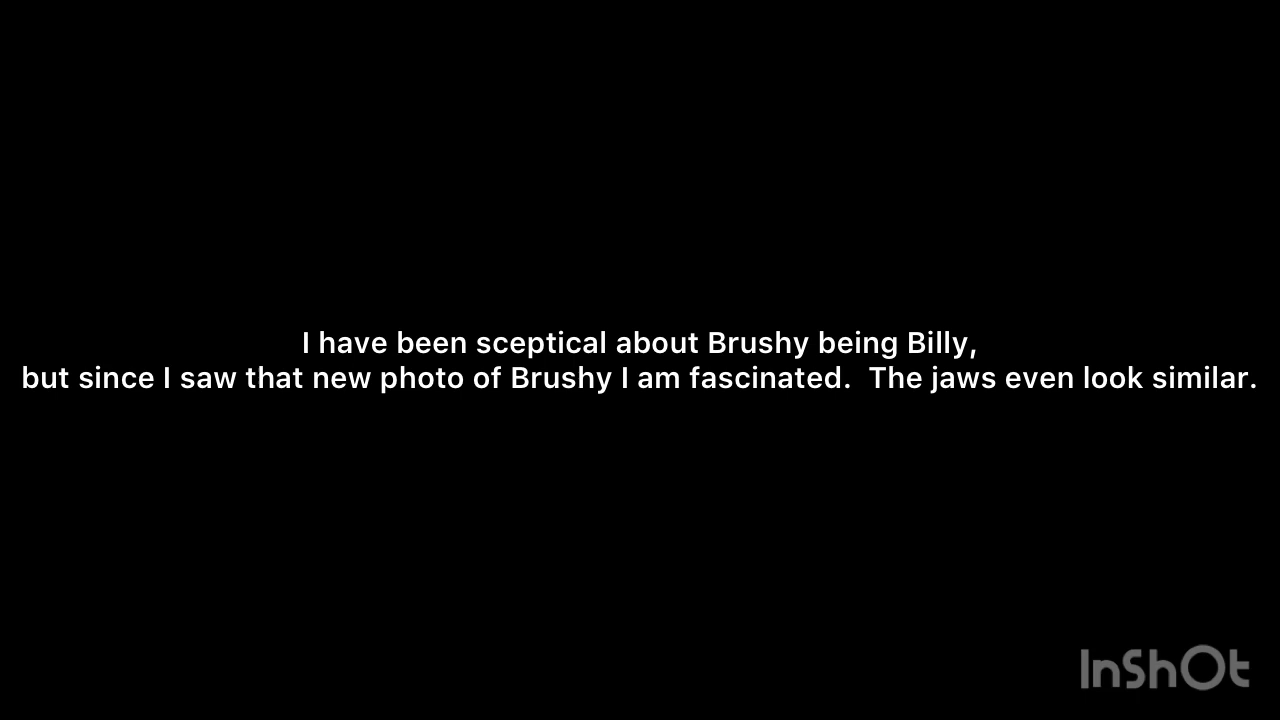 I have been sceptical about Brushy being Billy,
but since I saw that new photo of Brushy I am fascinated.  The jaws even look similar.
InShOt